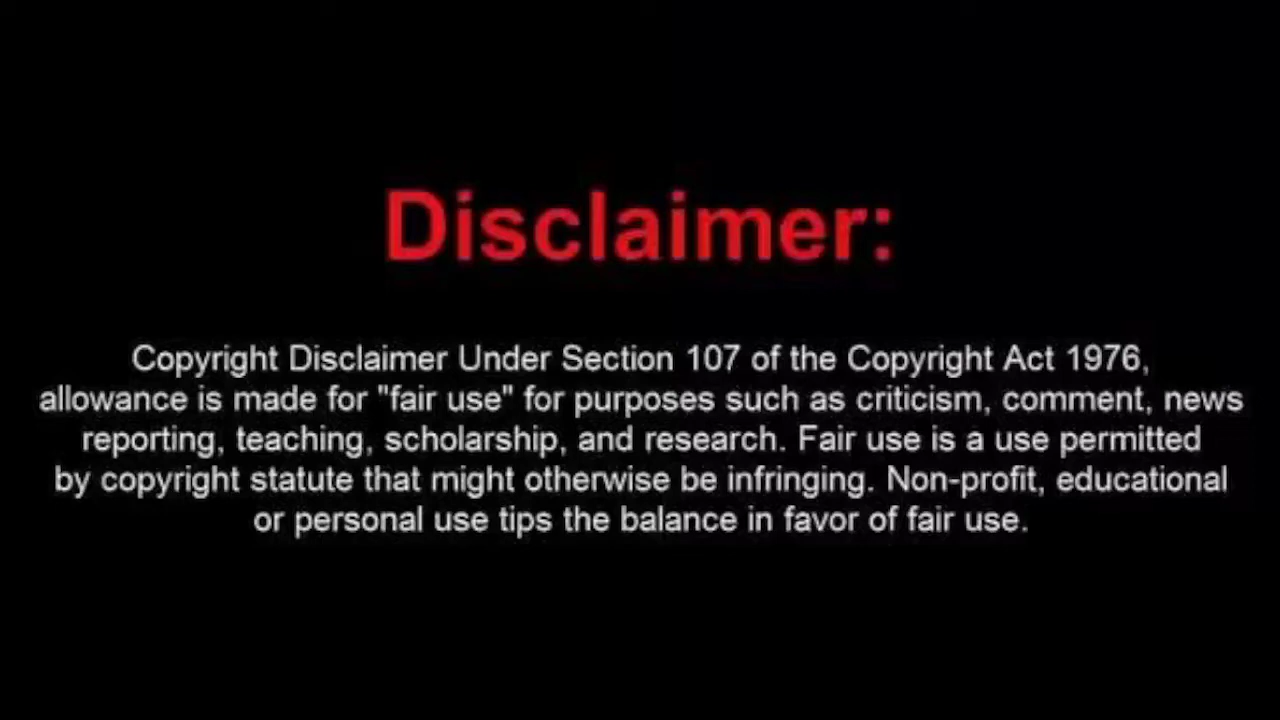 Disclaimer:
Copyright Disclaimer Under Section 107 of the Copyright Act 1976,
allowance is made for "fair use" for purposes such as criticism, comment, news
reporting, teaching, scholarship, and research. Fair use is a use permitted
by copyright statute that might otherwise be infringing. Non-profit, educational
or personal use tips the balance in favor of fair use.